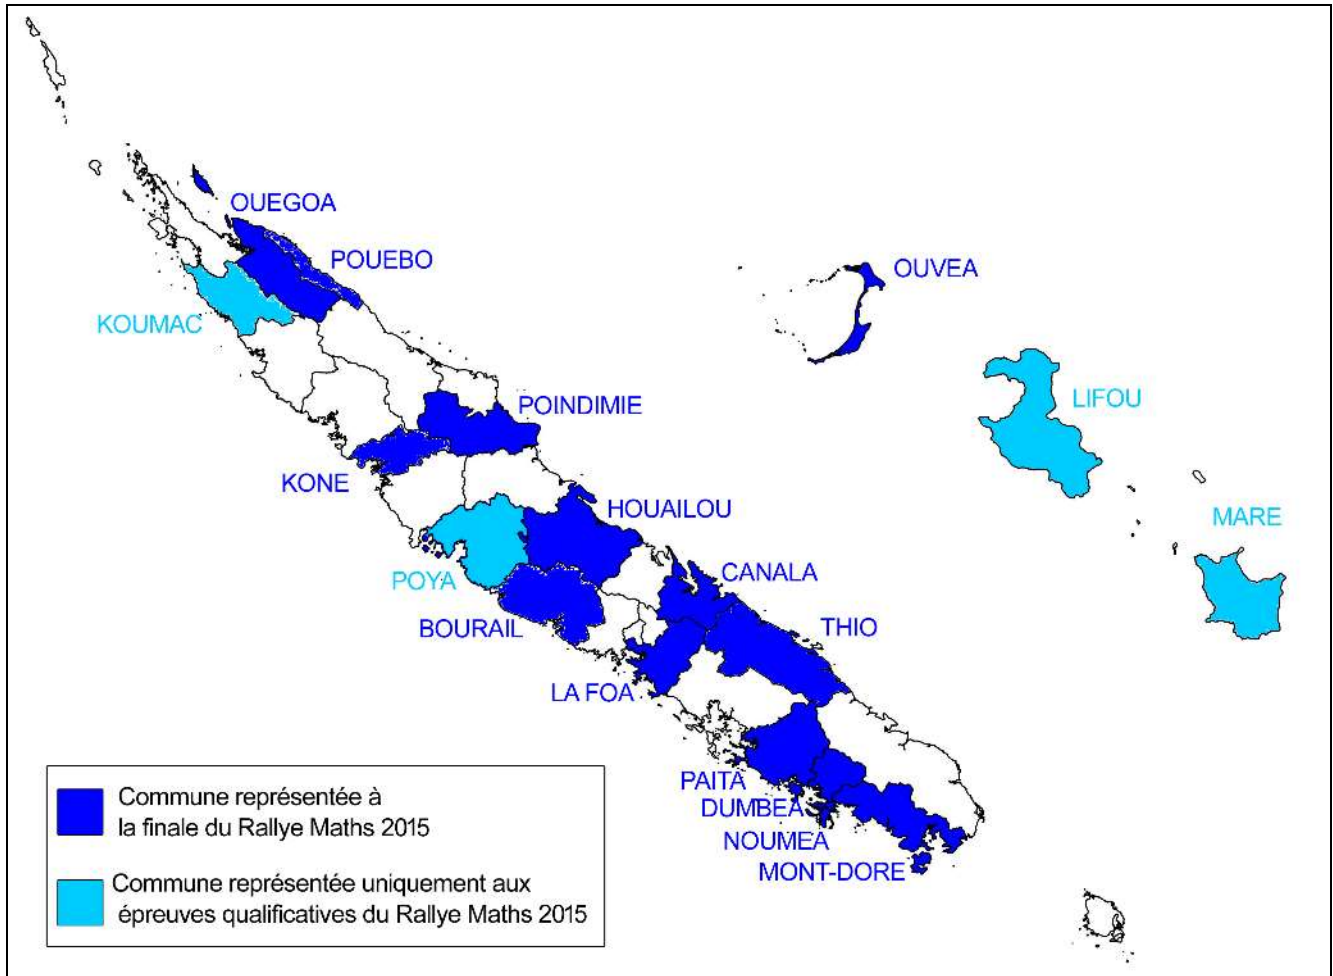 OUEGOA
POUEBO
OUVEA
KOUMAC
LIFOU
POINDIMIE
KONE
HOUAILOU
MARE
CANALA
POYA
BOURAIL
THIO
LA FOA
PAITA
DUMBEA
NOUMEA
MONT-DORE
Commune représentée à
la finale du Rallye Maths 2015
Commune représentée uniquement aux
épreuves qualificatives du Rallye Maths 2015